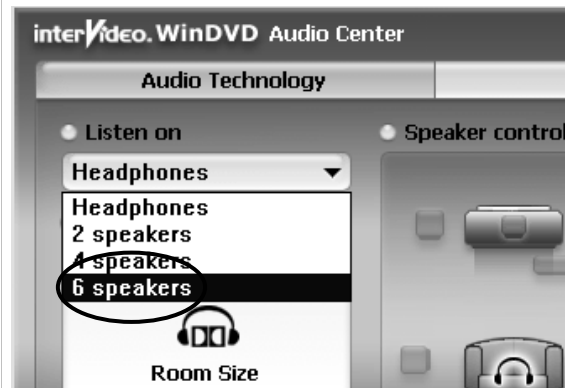 interVideo. WinDVD Audio Center
Audio Technology
Listen on
Speaker control
Headphones
Headphones
2 speakers
4 speakers
6 speakers
Room Size